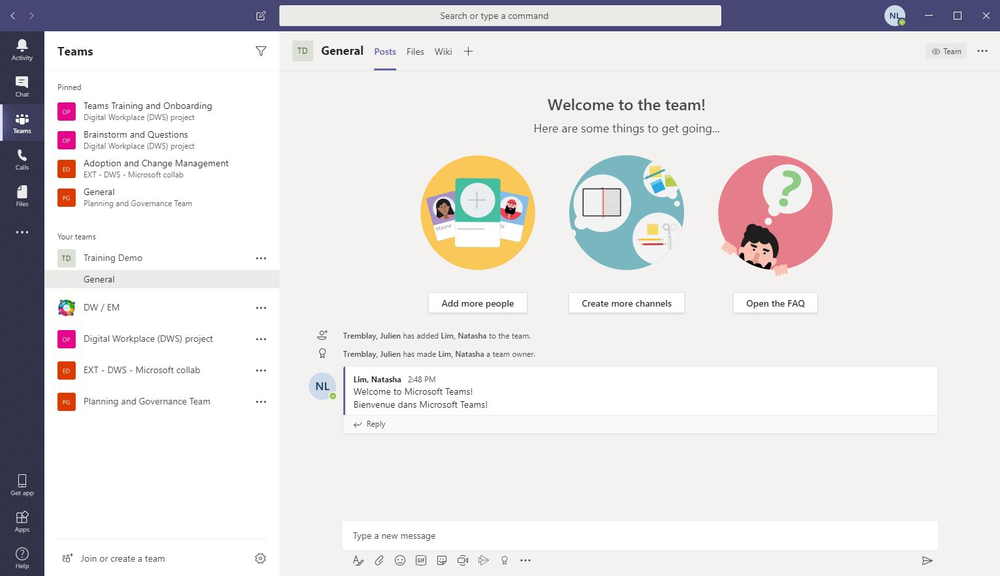 Search or type a command
NL
Activity
Chat
Teams
Calls
Files
Get app
Apps
Help
Teams
Pinned
OP
Teams Training and Onboarding
Digital Workplace (DWS) project
OP
Brainstorm and Questions
Digital Workplace (DWS) project
ED
Adoption and Change Management
EXT - DWS - Microsoft collab
PG
General
Planning and Governance Team
Your teams
TD Training Demo
General
DW / EM
OP Digital Workplace (DWS) project
ED EXT - DWS - Microsoft collab
PG Planning and Governance Team
Join or create a team
TD General Posts Files Wiki
Team
Welcome to the team!
Here are some things to get going...
Maxine
?
Add more people
Create more channels
Open the FAQ
Tremblay, Julien has added Lim, Natasha to the team.
Tremblay, Julien has made Lim, Natasha a team owner.
NL
Lim, Natasha 2:48 PM
Welcome to Microsoft Teams!
Bienvenue dans Microsoft Teams!
Reply
Type a new message
GIF